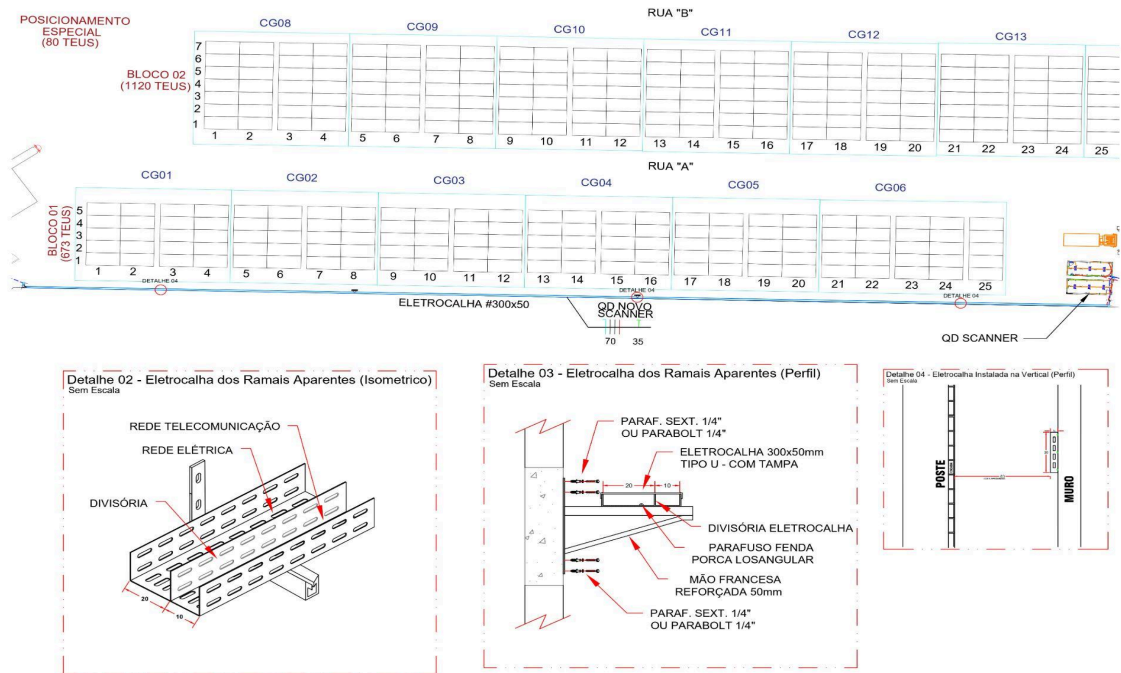 RUA "B"
POSICIONAMENTO
ESPECIAL
(80 TEUS)
CG08 CG09 CG10 CG11 CG12 CG13
BLOCO 02
(1120 TEUS)
7
6
5
4
3
2
1
1 2 3 4 5 6 7 8 9 10 11 12 13 14 15 16 17 18 19 20 21 22 23 24 25
RUA "A"
CG01 CG02 CG03 CG04 CG05 CG06
BLOCO 01
(673 TEUS)
5
4
3
2
1
1 2 3 4 5 6 7 8 9 10 11 12 13 14 15 16 17 18 19 20 21 22 23 24 25
DETALHE 04
DETALHE 04
DETALHE 04
ELETROCALHA #300x50
QD NOVO
SCANNER
70 35
QD SCANNER
Detalhe 02 - Eletrocalha dos Ramais Aparentes (Isometrico)
Sem Escala
REDE TELECOMUNICAÇÃO
REDE ELÉTRICA
DIVISÓRIA
20
10
Detalhe 03 - Eletrocalha dos Ramais Aparentes (Perfil)
Sem Escala
PARAF. SEXT. 1/4"
OU PARABOLT 1/4"
ELETROCALHA 300x50mm
TIPO U - COM TAMPA
20 10
DIVISÓRIA ELETROCALHA
PARAFUSO FENDA
PORCA LOSANGULAR
MÃO FRANCESA
REFORÇADA 50mm
PARAF. SEXT. 1/4"
OU PARABOLT 1/4"
Detalhe 04 - Eletrocalha Instalada na Vertical (Perfil)
Sem Escala
POSTE
MURO